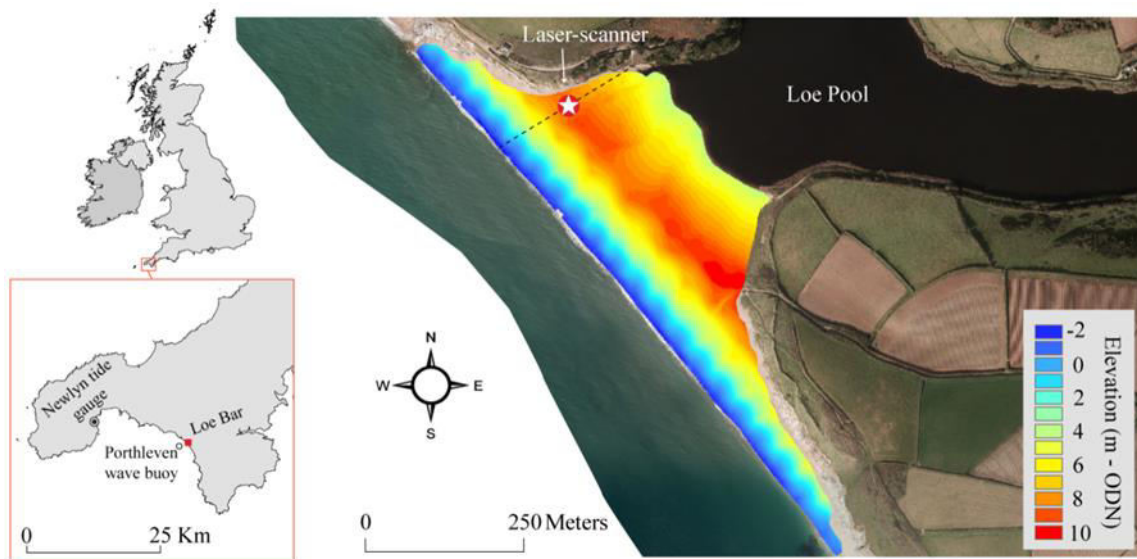 Laser-scanner
Loe Pool
Newlyn tide
gauge
Loe Bar
Porthleven
wave buoy
0
25 Km
N
W
E
S
0
250 Meters
Elevation (m - ODN)
-2
0
2
4
6
8
10